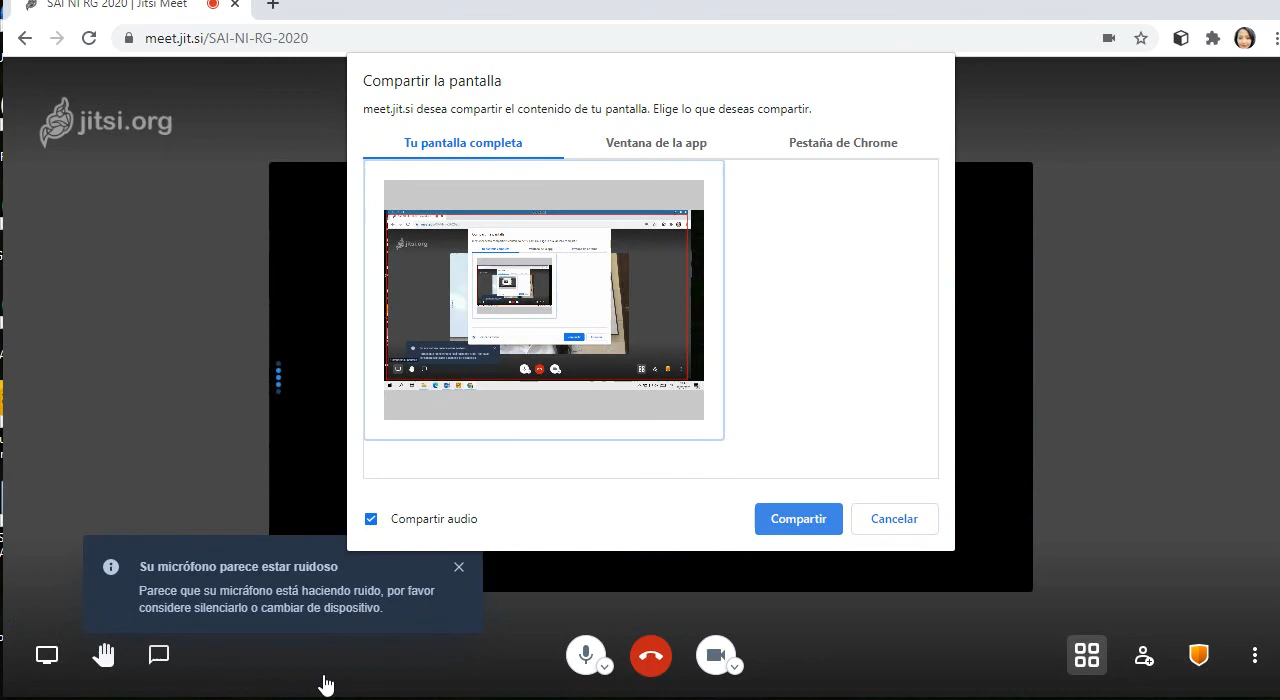 SAI NI RG 2020 | Jitsi Meet
meet.jit.si/SAI-NI-RG-2020
jitsi.org
Compartir la pantalla
meet.jit.si desea compartir el contenido de tu pantalla. Elige lo que deseas compartir.
Tu pantalla completa
Ventana de la app
Pestaña de Chrome
jitsi.org
Compartir audio
Compartir
Cancelar
Su micrófono parece estar ruidoso
Parece que su micráfono está haciendo ruido, por favor
considere silenciarlo o cambiar de dispositivo.